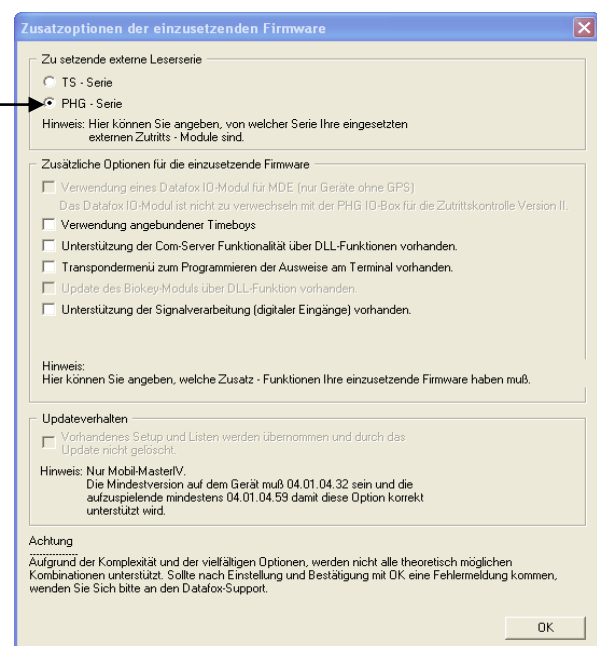 Zusatzoptionen der einzusetzenden Firmware
Zu setzende externe Leserserie
TS - Serie
PHG - Serie
Hinweis: Hier können Sie angeben, von welcher Serie Ihre eingesetzten
externen Zutritts - Module sind.
Zusätzliche Optionen für die einzusetzende Firmware
Verwendung eines Datafox IO-Modul für MDE (nur Geräte ohne GPS)
Das Datafox IO-Modul ist nicht zu verwechseln mit der PHG IO-Box für die Zutrittskontrolle Version II.
Verwendung angebundener Timeboys
Unterstützung der Com-Server Funktionalität über DLL-Funktionen vorhanden.
Transpondermenü zum Programmieren der Ausweise am Terminal vorhanden.
Update des Biokey-Moduls über DLL-Funktion vorhanden.
Unterstützung der Signalverarbeitung (digitaler Eingänge) vorhanden.
Hinweis:
Hier können Sie angeben, welche Zusatz - Funktionen Ihre einzusetzende Firmware haben muß.
Updateverhalten
Vorhandenes Setup und Listen werden übernommen und durch das
Update nicht gelöscht.
Hinweis: Nur Mobil-MasterIV.
Die Mindestversion auf dem Gerät muß 04.01.04.32 sein und die
aufzuspielende mindestens 04.01.04.59 damit diese Option korrekt
unterstützt wird.
Achtung
Aufgrund der Komplexität und der vielfältigen Optionen, werden nicht alle theoretisch möglichen
Kombinationen unterstützt. Sollte nach Einstellung und Bestätigung mit OK eine Fehlermeldung kommen,
wenden Sie Sich bitte an den Datafox-Support.
OK